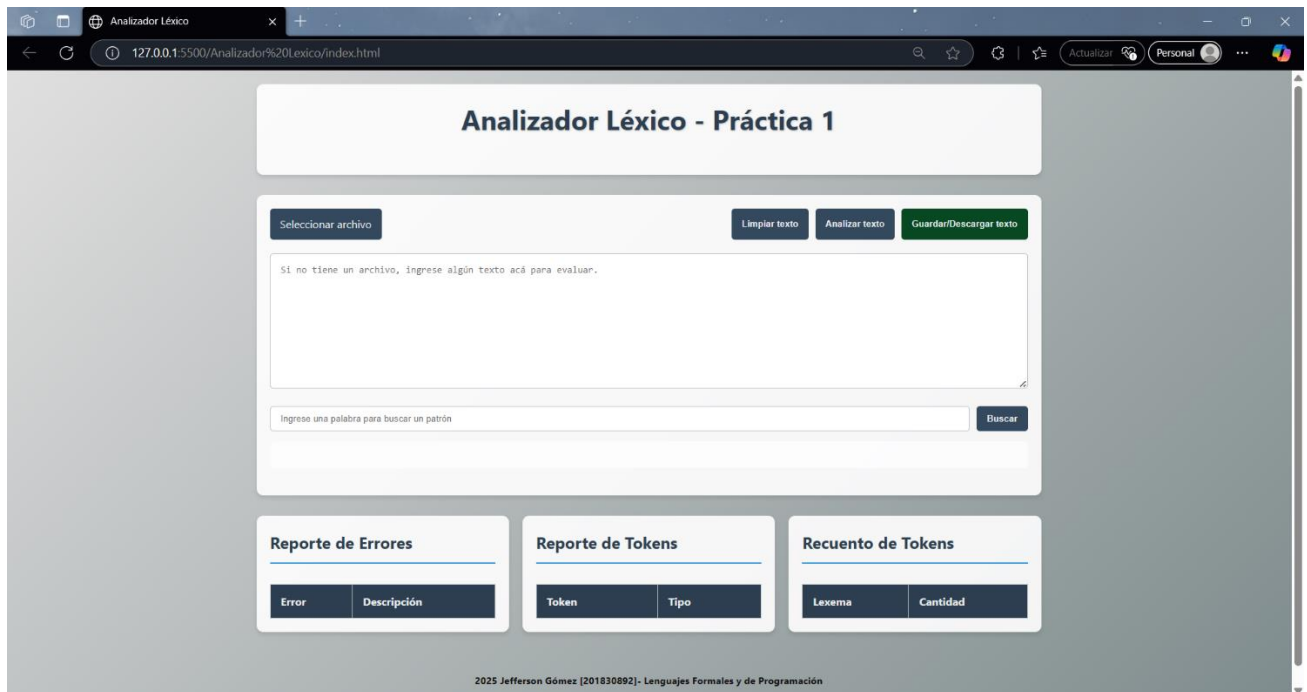 Analizador Léxico
127.0.0.1:5500/Analizador%20Lexico/index.html
Actualizar
Personal
Analizador Léxico - Práctica 1
Seleccionar archivo
Limpiar texto
Analizar texto
Guardar/Descargar texto
Si no tiene un archivo, ingrese algún texto acá para evaluar.
Ingrese una palabra para buscar un patrón
Buscar
Reporte de Errores
Error Descripción
Reporte de Tokens
Token Tipo
Recuento de Tokens
Lexema Cantidad
2025 Jefferson Gómez [201830892]- Lenguajes Formales y de Programación